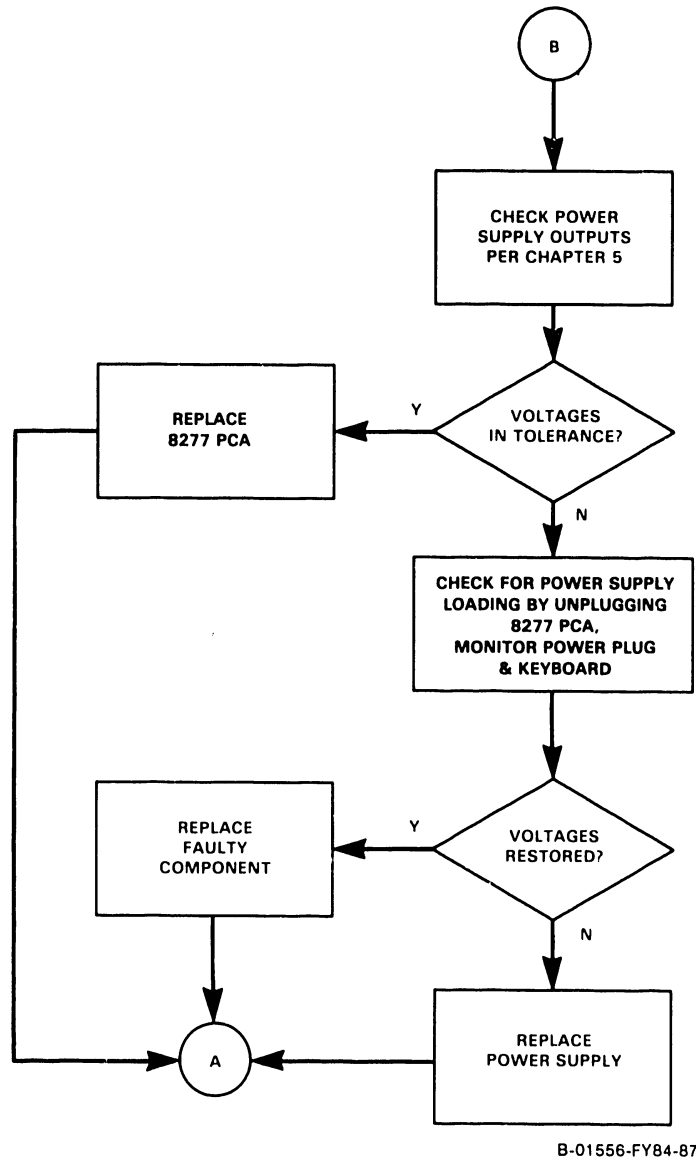 B
CHECK POWER
SUPPLY OUTPUTS
PER CHAPTER 5
VOLTAGES
IN TOLERANCE?
Y
REPLACE
8277 PCA
N
CHECK FOR POWER SUPPLY
LOADING BY UNPLUGGING
8277 PCA,
MONITOR POWER PLUG
& KEYBOARD
VOLTAGES
RESTORED?
Y
REPLACE
FAULTY
COMPONENT
N
REPLACE
POWER SUPPLY
A
B-01556-FY84-87